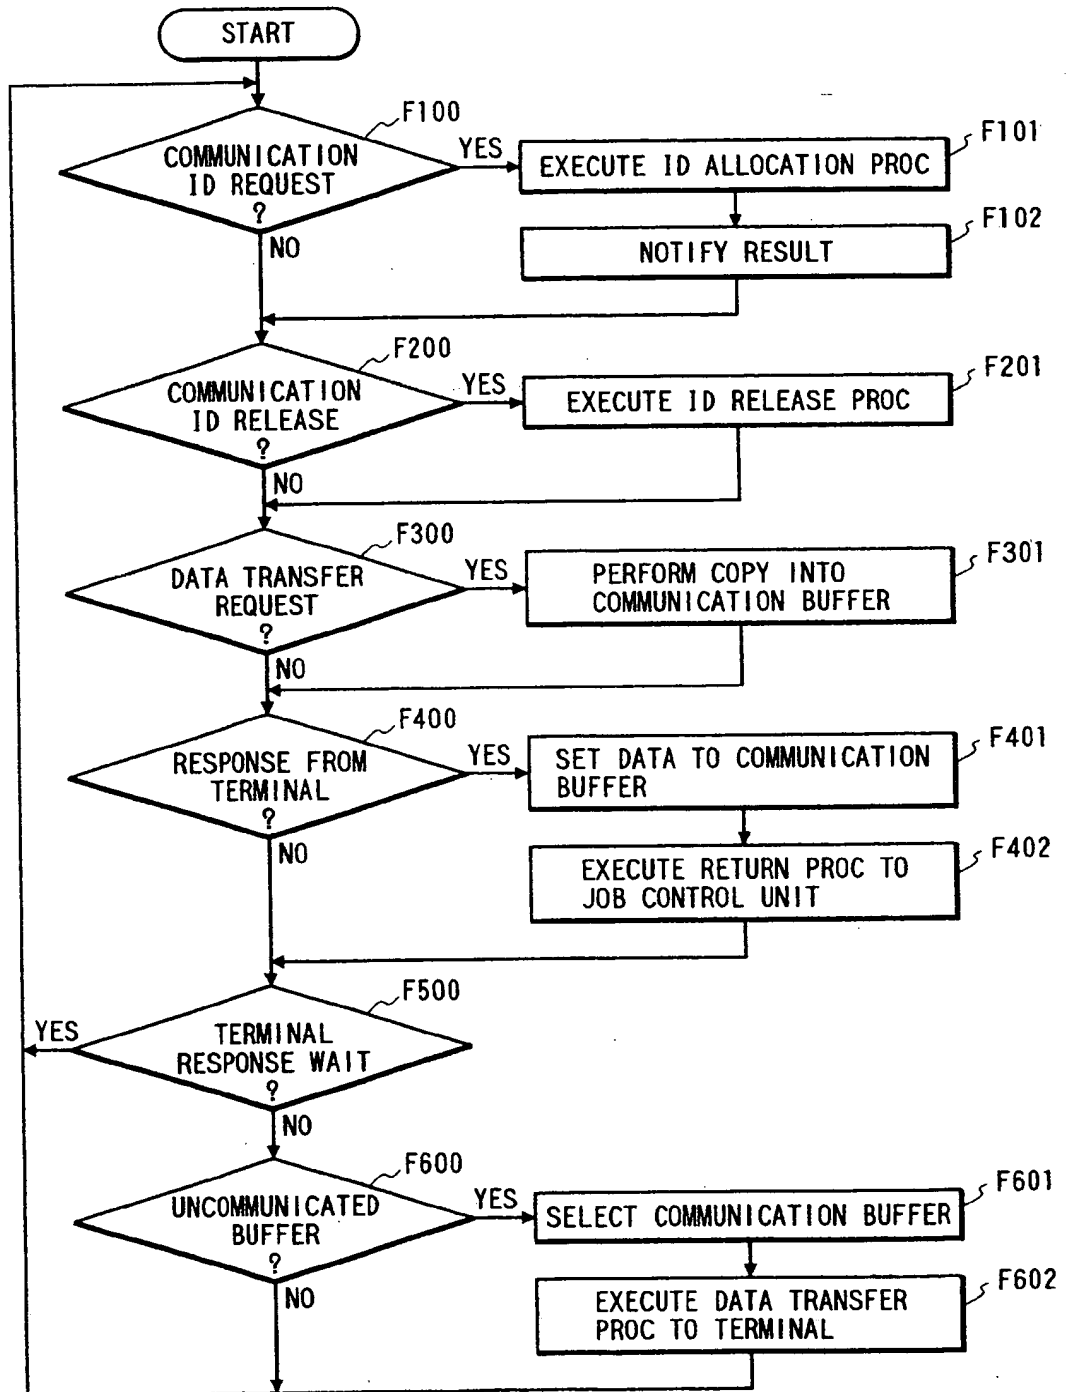 START
F100
COMMUNICATION
ID REQUEST
?
YES
NO
F101
EXECUTE ID ALLOCATION PROC
F102
NOTIFY RESULT
F200
COMMUNICATION
ID RELEASE
?
YES
NO
F201
EXECUTE ID RELEASE PROC
F300
DATA TRANSFER
REQUEST
?
YES
NO
F301
PERFORM COPY INTO
COMMUNICATION BUFFER
F400
RESPONSE FROM
TERMINAL
?
YES
NO
F401
SET DATA TO COMMUNICATION
BUFFER
F402
EXECUTE RETURN PROC TO
JOB CONTROL UNIT
F500
YES
TERMINAL
RESPONSE WAIT
?
NO
F600
UNCOMMUNICATED
BUFFER
?
YES
NO
F601
SELECT COMMUNICATION BUFFER
F602
EXECUTE DATA TRANSFER
PROC TO TERMINAL